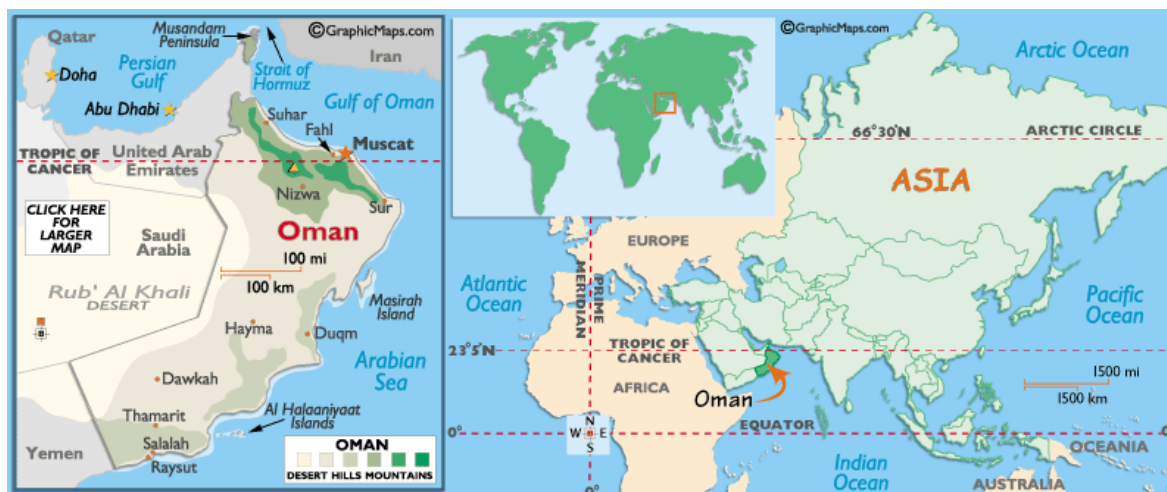 ©GraphicMaps.com
Qatar
Musandam
Peninsula
Iran
Doha
Persian
Gulf
Strait of
Hormuz
Abu Dhabi
Gulf of Oman
Suhar
Fahl
Muscat
TROPIC OF
CANCER
United Arab
Emirates
Nizwa
Sur
CLICK HERE
FOR
LARGER
MAP
Oman
Saudi
Arabia
100 mi
100 km
Rub' Al Khali
DESERT
Masirah
Island
Hayma
Duqm
Arabian
Sea
Dawkah
Al Halaaniyaat
Islands
Thamarit
Salalah
Raysut
Yemen
OMAN
DESERT HILLS MOUNTAINS
©GraphicMaps.com
Arctic Ocean
66°30'N
ARCTIC CIRCLE
ASIA
EUROPE
Atlantic
Ocean
MERIDIAN
PRIME
Pacific
Ocean
23°5'N
TROPIC OF
CANCER
AFRICA
Oman
1500 mi
1500 km
EQUATOR
N
W E
S
0°
OCEANIA
Indian
Ocean
AUSTRALIA
0°